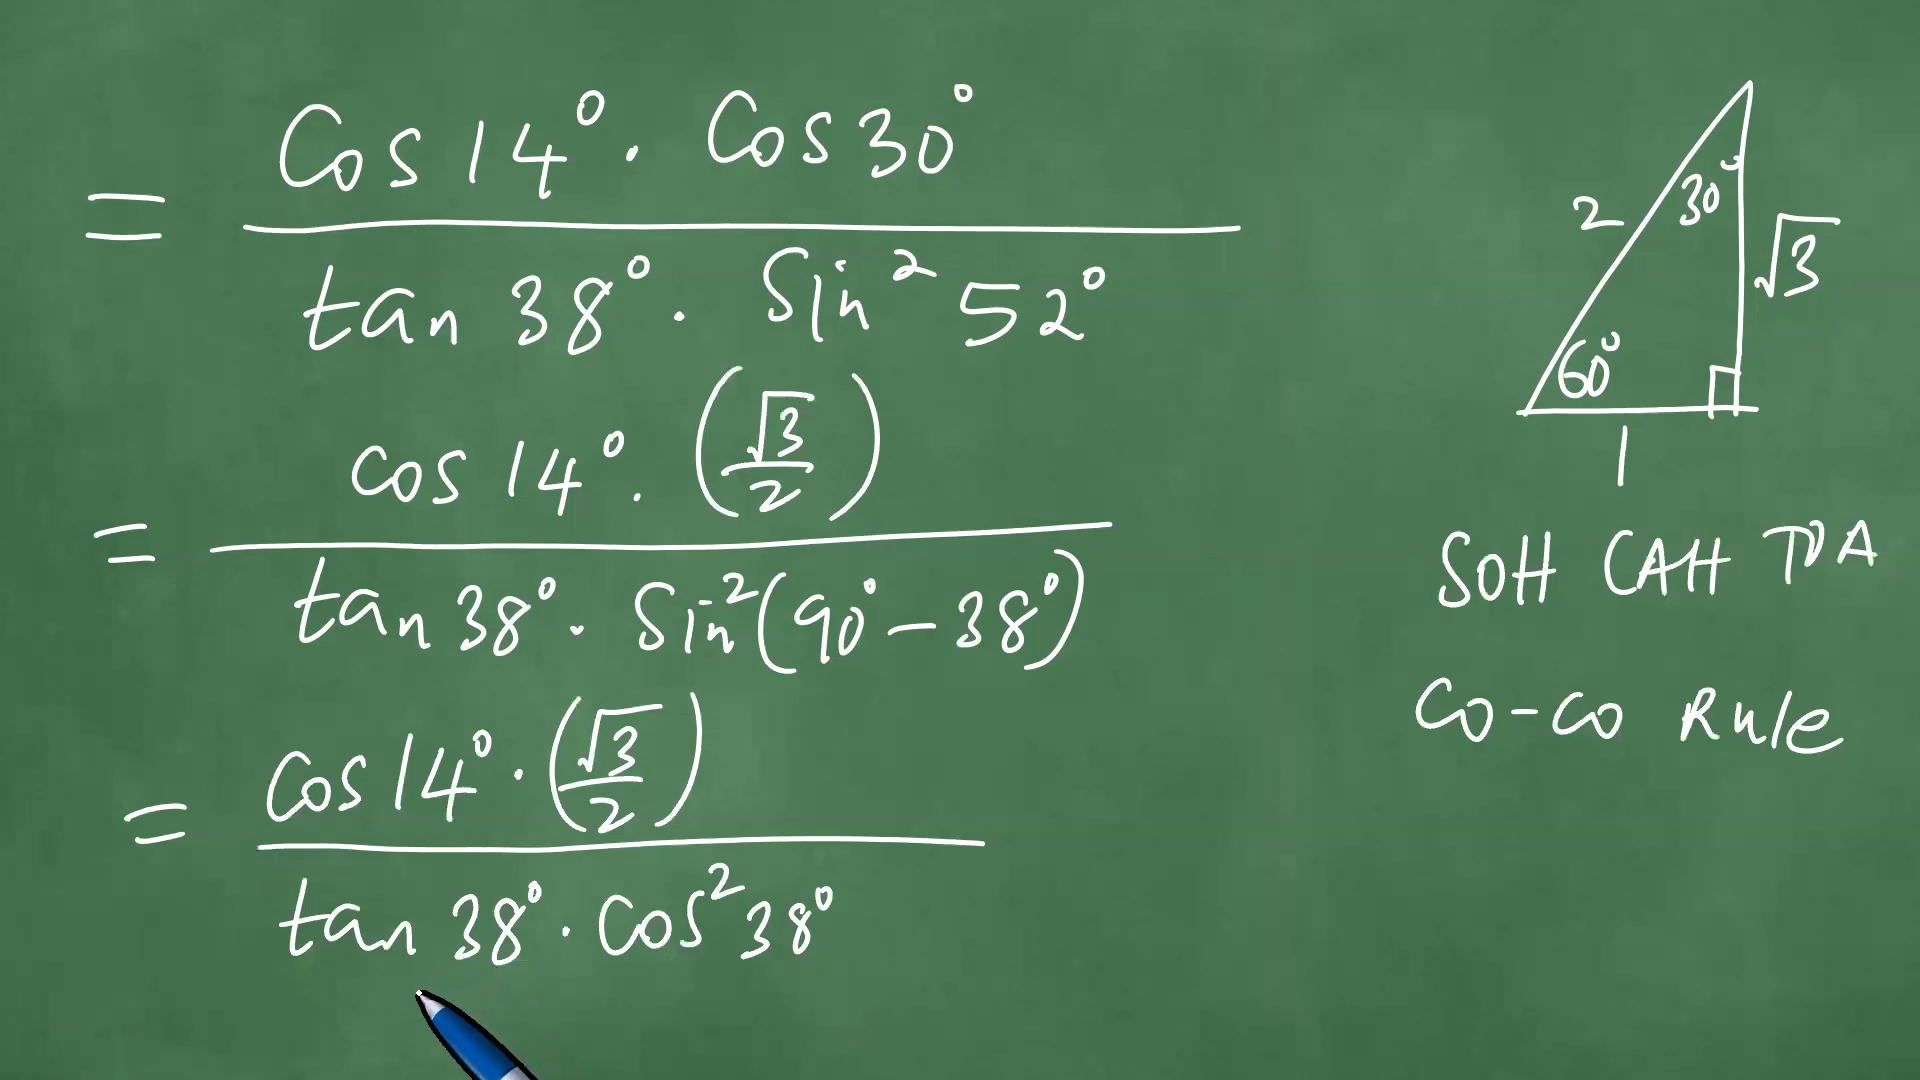 = Cos 14° · Cos 30°
tan 38° · Sin² 52°
= cos 14° · (√3/2)
tan 38° · Sin² (90° – 38°)
= Cos 14° · (√3/2)
tan 38° · Cos² 38°
30°
2
√3
60°
1
SOH CAH TOA
Co-Co Rule